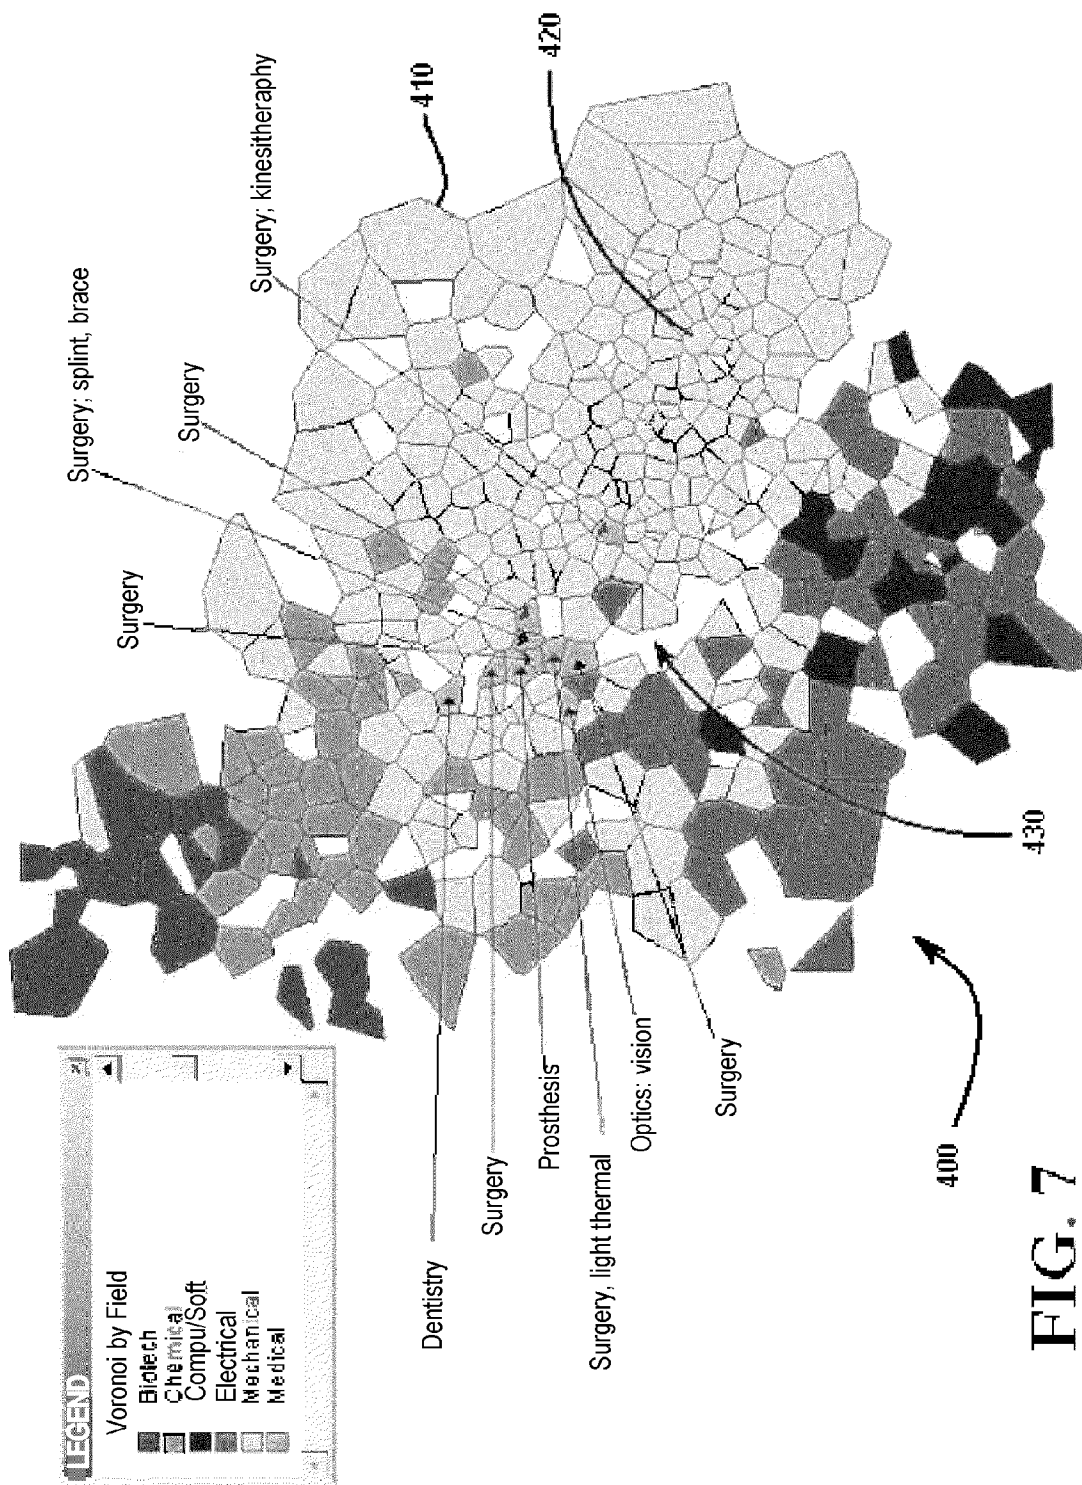 LEGEND
Voronoi by Field
Biotech
Chemical
Compu/Soft
Electrical
Mechanical
Medical
Dentistry
Surgery
Prosthesis
Surgery, light thermal
Optics: vision
Surgery
Surgery
Surgery; splint, brace
Surgery
Surgery; kinesitheraphy
410
420
430
400
FIG. 7